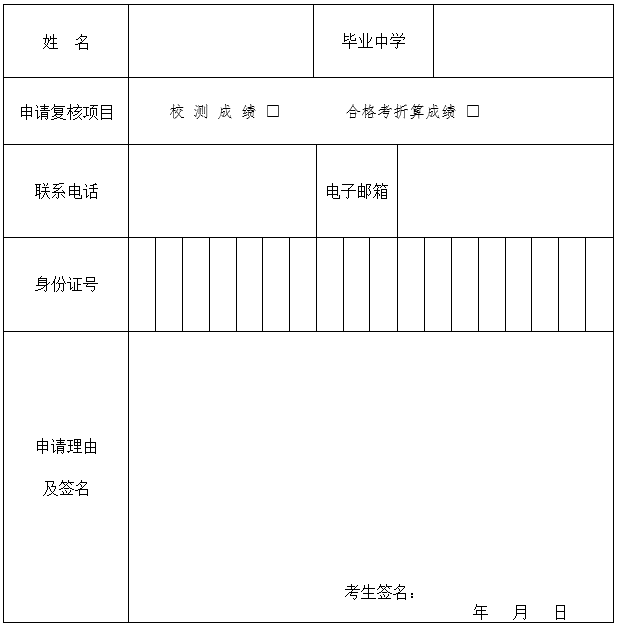 姓 名 毕业中学
申请复核项目 校 测 成 绩 □ 合格考折算成绩 □
联系电话 电子邮箱
身份证号
申请理由
及签名
考生签名：
年 月 日